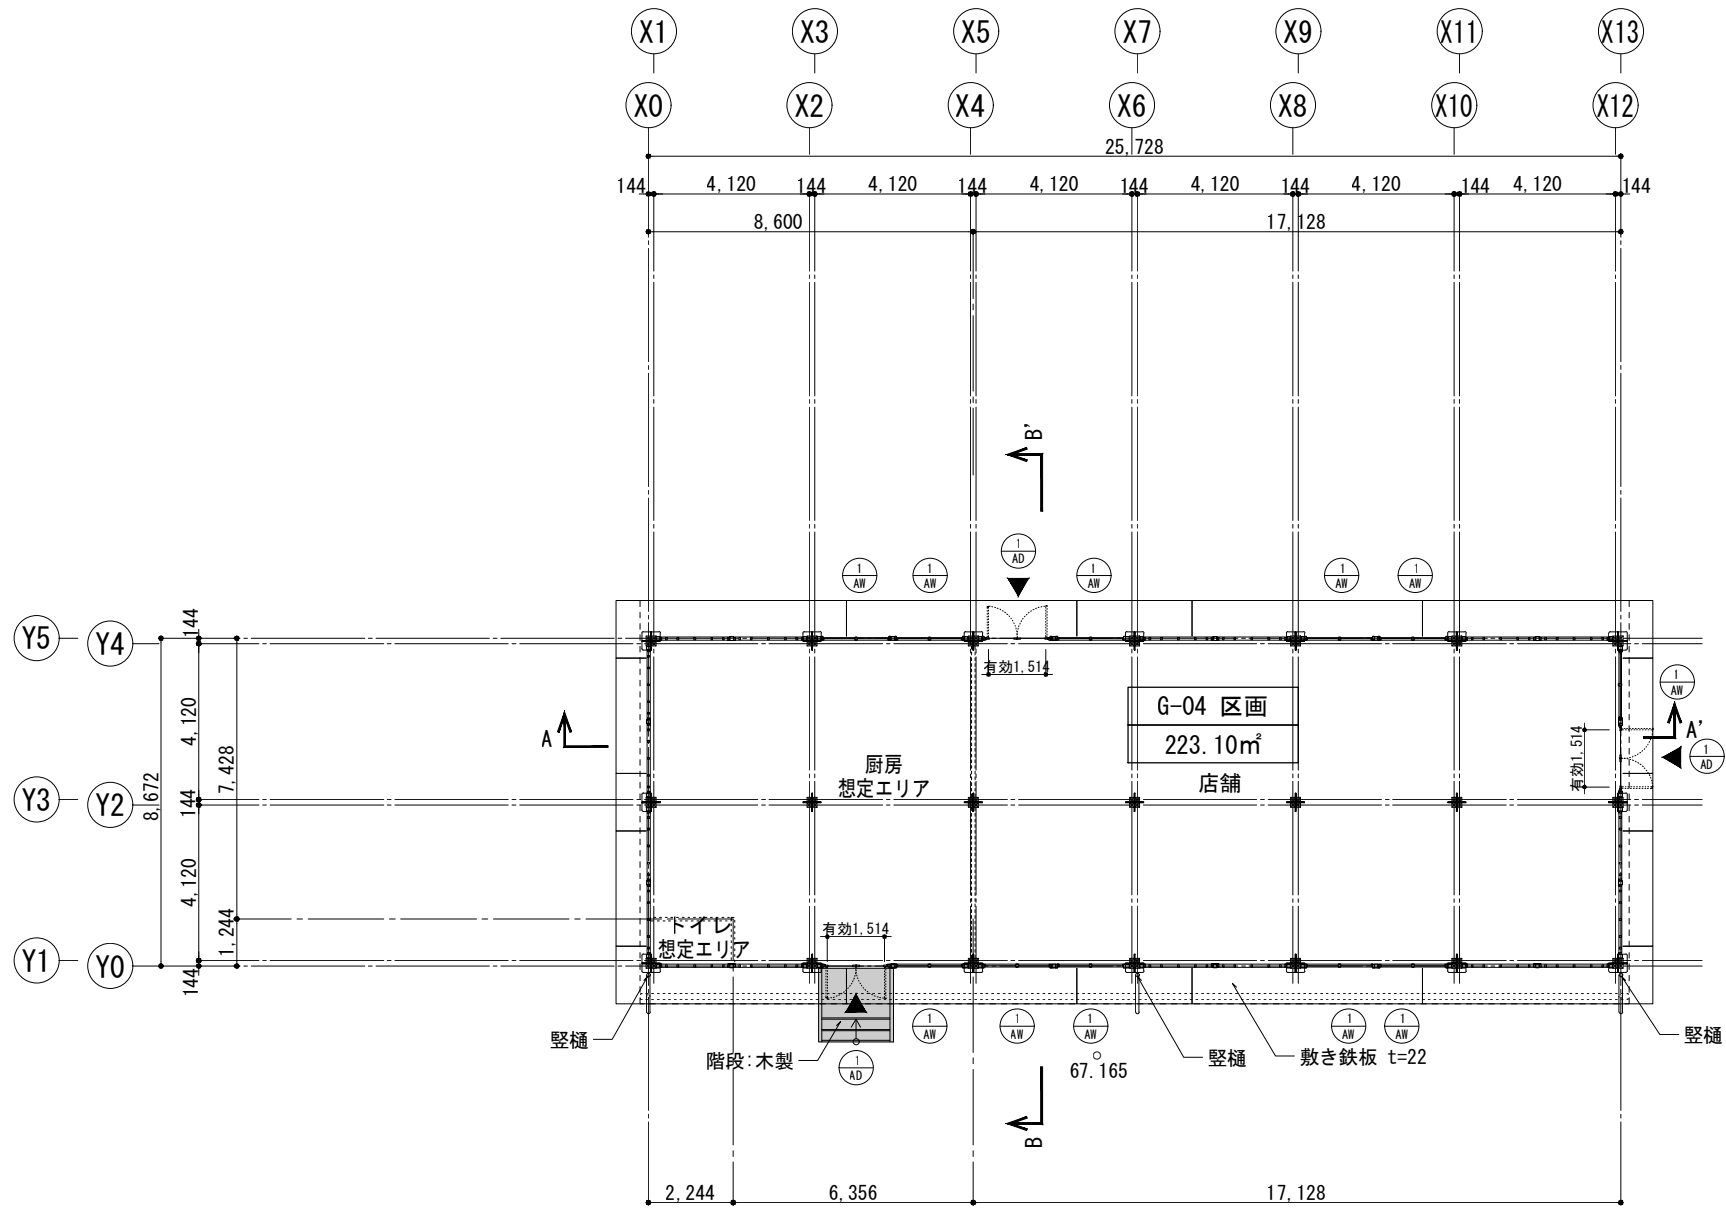 X1 X3 X5 X7 X9 X11 X13
X0 X2 X4 X6 X8 X10 X12
25,728
144 4,120 144 4,120 144 4,120 144 4,120 144 4,120 144 4,120 144
8,600 17,128
B'
1 AD
1 AW 1 AW 1 AW 1 AW 1 AW
Y5 Y4 144
有効1,514
1 AW
G-04 区画
A A'
4,120 7,428 223.10㎡ 有効1,514 1 AD
厨房
想定エリア 店舗
Y3 Y2 8,672 144
4,120 1,244
トイレ
想定エリア
有効1,514
Y1 Y0 144
1 AW 1 AW 1 AW 1 AW 1 AW
竪樋 竪樋
階段:木製 1 AD 67.165 竪樋 敷き鉄板 t=22
B
2,244 6,356 17,128